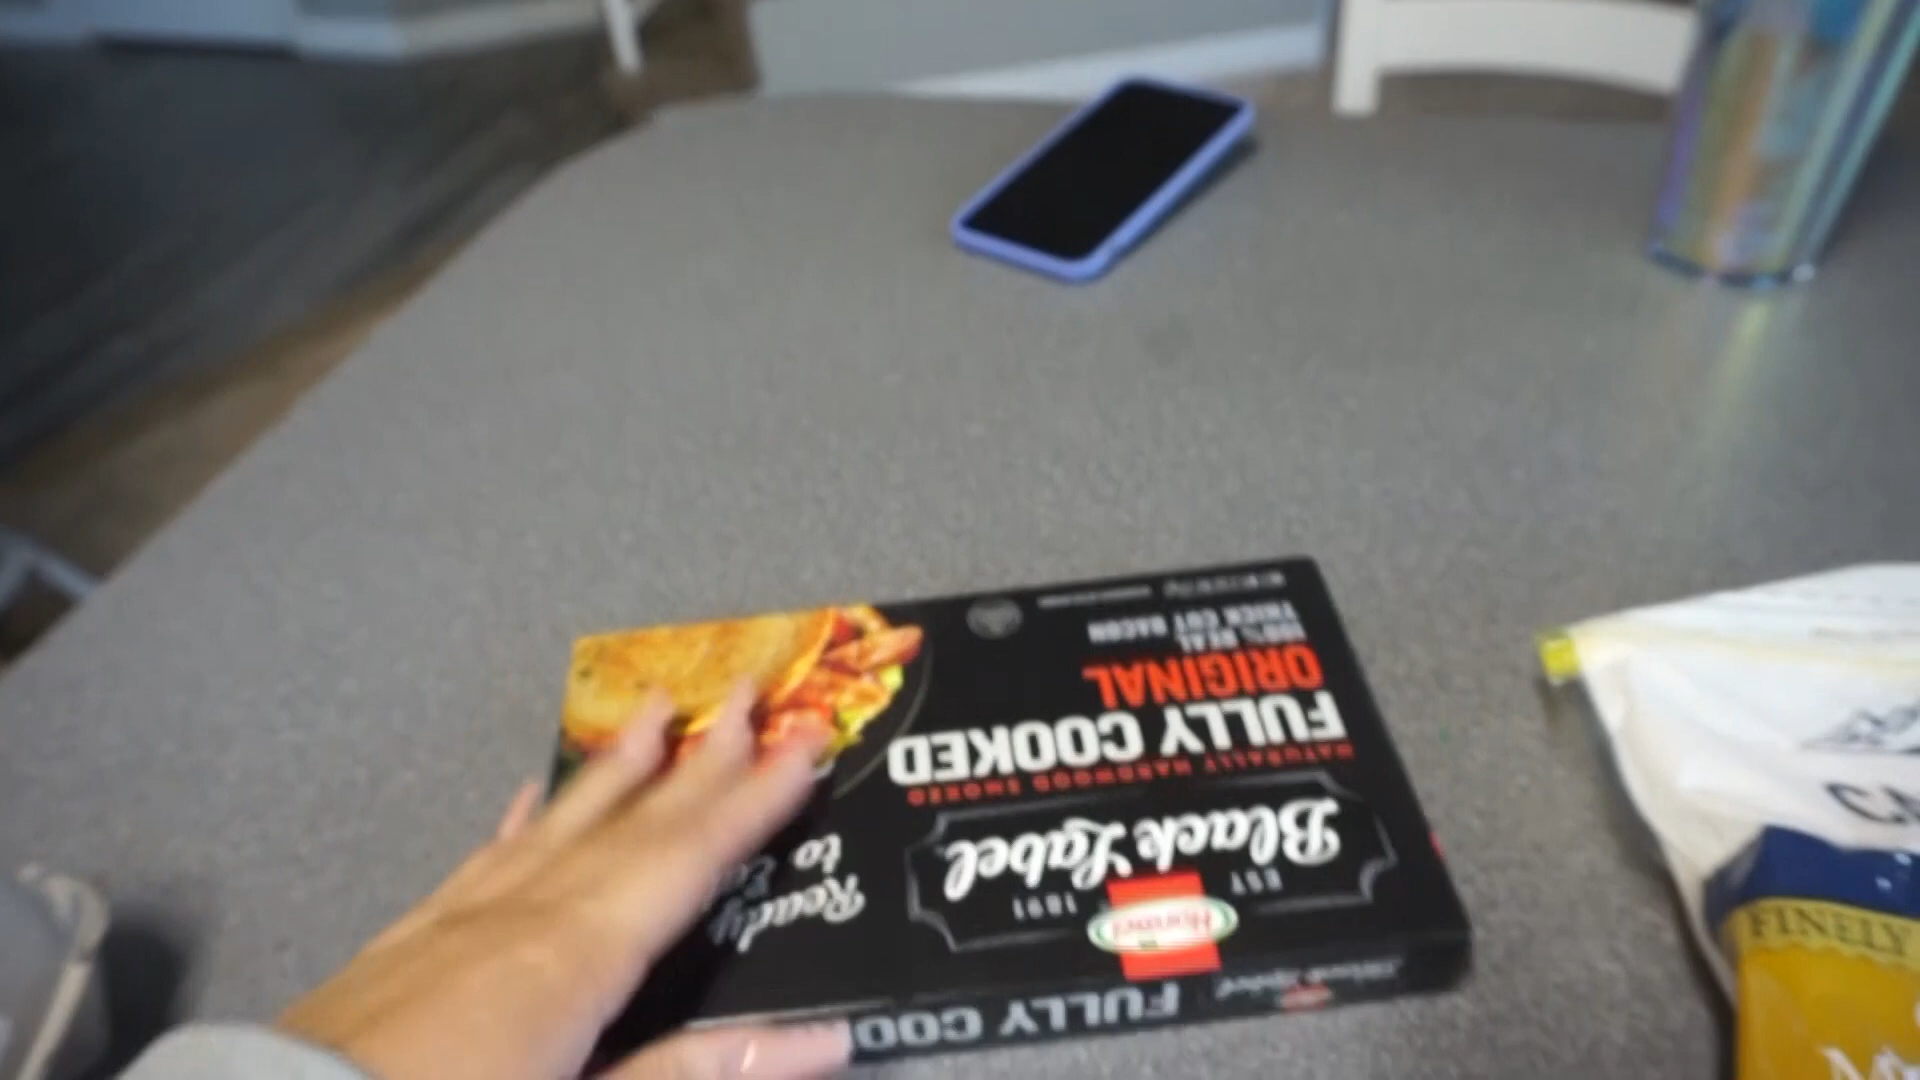 Hormel
EST 1891
Black Label
NATURALLY HARDWOOD SMOKED
FULLY COOKED
ORIGINAL
100% REAL
THICK CUT BACON
Ready
to
FULLY COO
FINELY